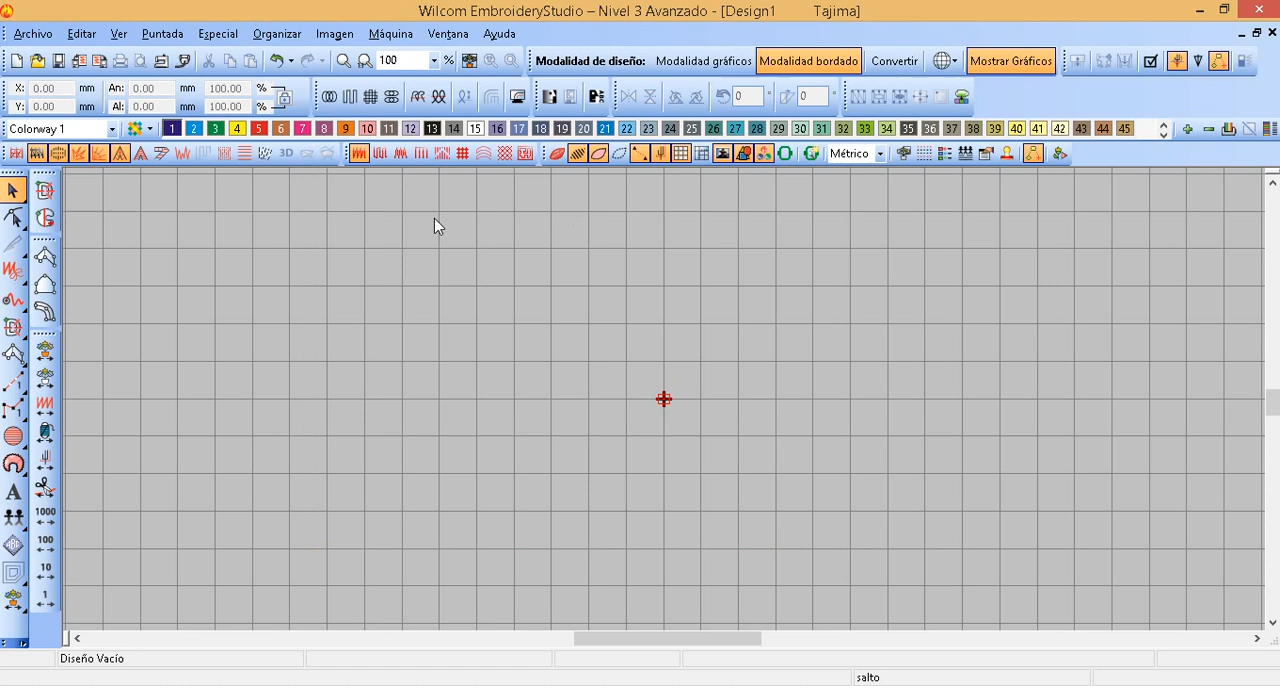 Wilcom EmbroideryStudio – Nivel 3 Avanzado - [Design1 Tajima]
Archivo Editar Ver Puntada Especial Organizar Imagen Máquina Ventana Ayuda
100 % Modalidad de diseño: Modalidad gráficos Modalidad bordado Convertir Mostrar Gráficos
X: 0.00 mm An: 0.00 mm 100.00 % 0 ° 0 °
Y: 0.00 mm Al: 0.00 mm 100.00 %
Colorway 1 1 2 3 4 5 6 7 8 9 10 11 12 13 14 15 16 17 18 19 20 21 22 23 24 25 26 27 28 29 30 31 32 33 34 35 36 37 38 39 40 41 42 43 44 45
3D Métrico
A
1000
100
10
1
Diseño Vacío
salto